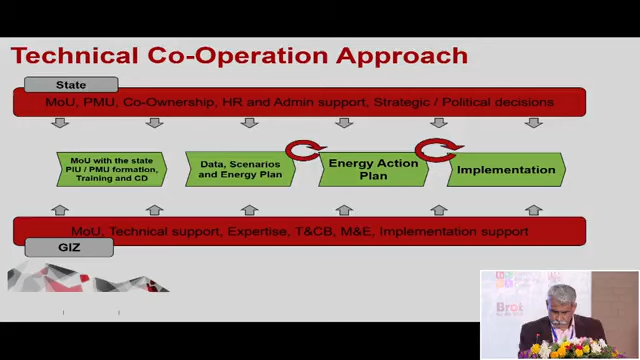 Technical Co-Operation Approach
State
MoU, PMU, Co-Ownership, HR and Admin support, Strategic / Political decisions
MoU with the state
PIU / PMU formation,
Training and CD
Data, Scenarios
and Energy Plan
Energy Action
Plan
Implementation
MoU, Technical support, Expertise, T&CB, M&E, Implementation support
GIZ